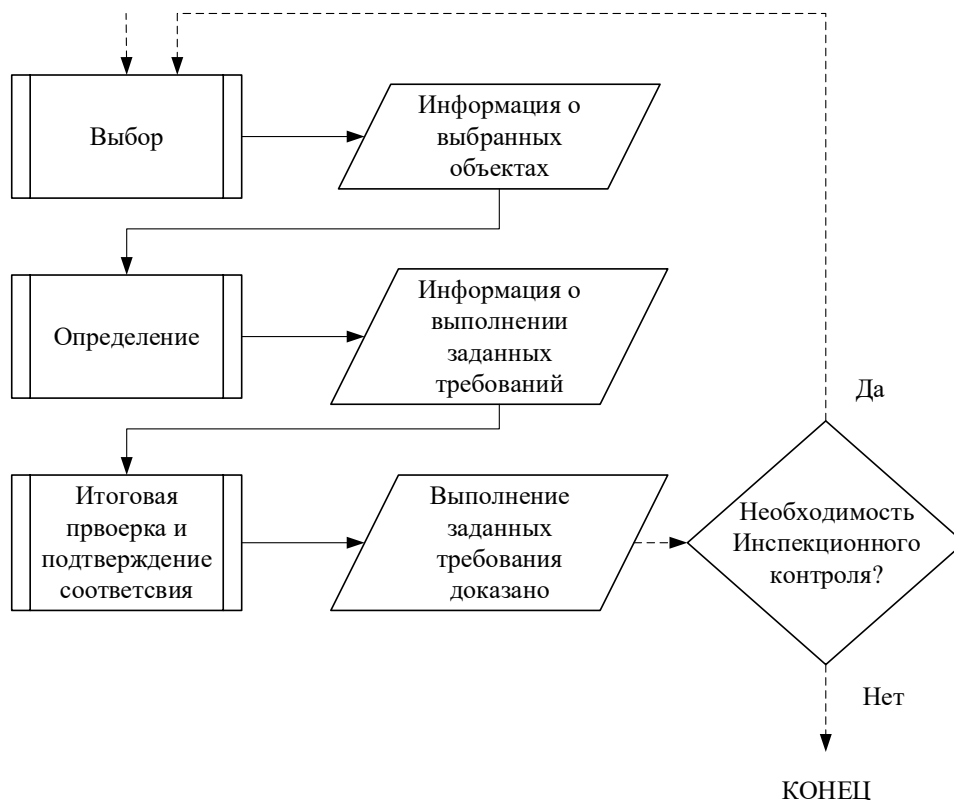 Выбор
Информация о
выбранных
объектах
Определение
Информация о
выполнении
заданных
требований
Да
Итоговая
првоерка и
подтверждение
соответсвия
Выполнение
заданных
требования
доказано
Необходимость
Инспекционного
контроля?
Нет
КОНЕЦ